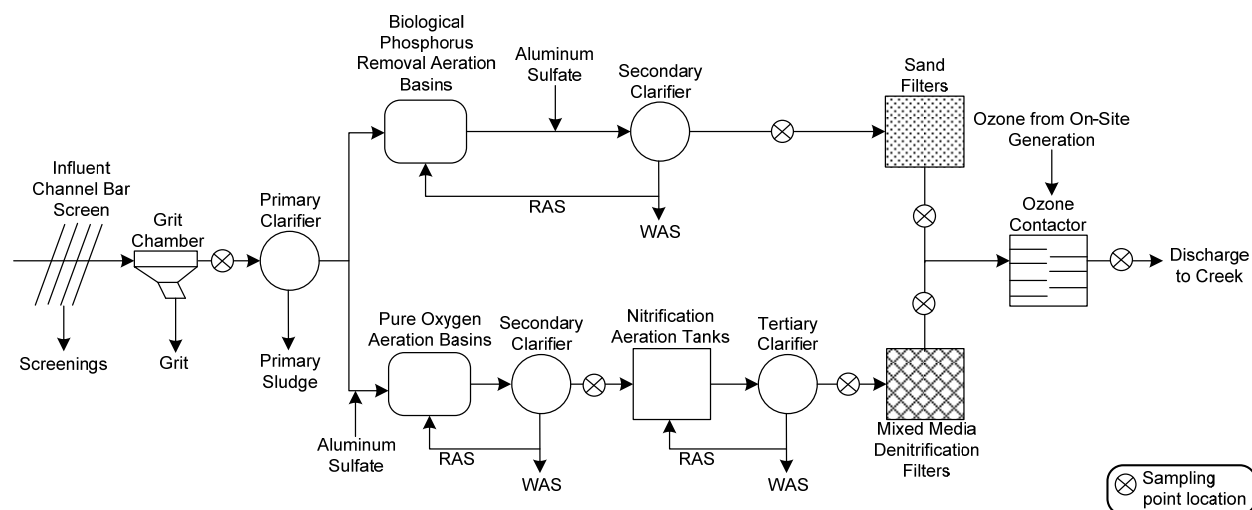 Biological
Phosphorus
Removal Aeration
Basins
Aluminum
Sulfate
Secondary
Clarifier
Sand
Filters
Ozone from On-Site
Generation
Influent
Channel Bar
Screen
Grit
Chamber
Primary
Clarifier
RAS
WAS
Ozone
Contactor
Discharge
to Creek
Screenings
Grit
Primary
Sludge
Pure Oxygen
Aeration Basins
Secondary
Clarifier
Nitrification
Aeration Tanks
Tertiary
Clarifier
Aluminum
Sulfate
RAS
WAS
RAS
WAS
Mixed Media
Denitrification
Filters
Sampling
point location